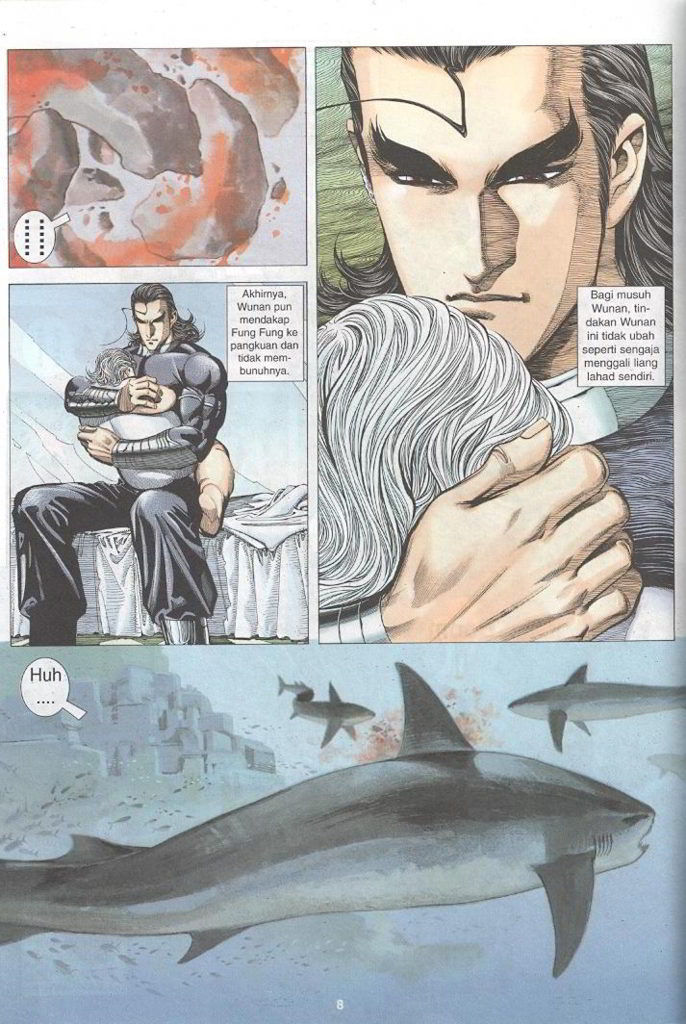 ......
......
Akhirnya,
Wunan pun
mendakap
Fung Fung ke
pangkuan dan
tidak mem-
bunuhnya.
Bagi musuh
Wunan, tin-
dakan Wunan
ini tidak ubah
seperti sengaja
menggali liang
lahad sendiri.
Huh
....
8